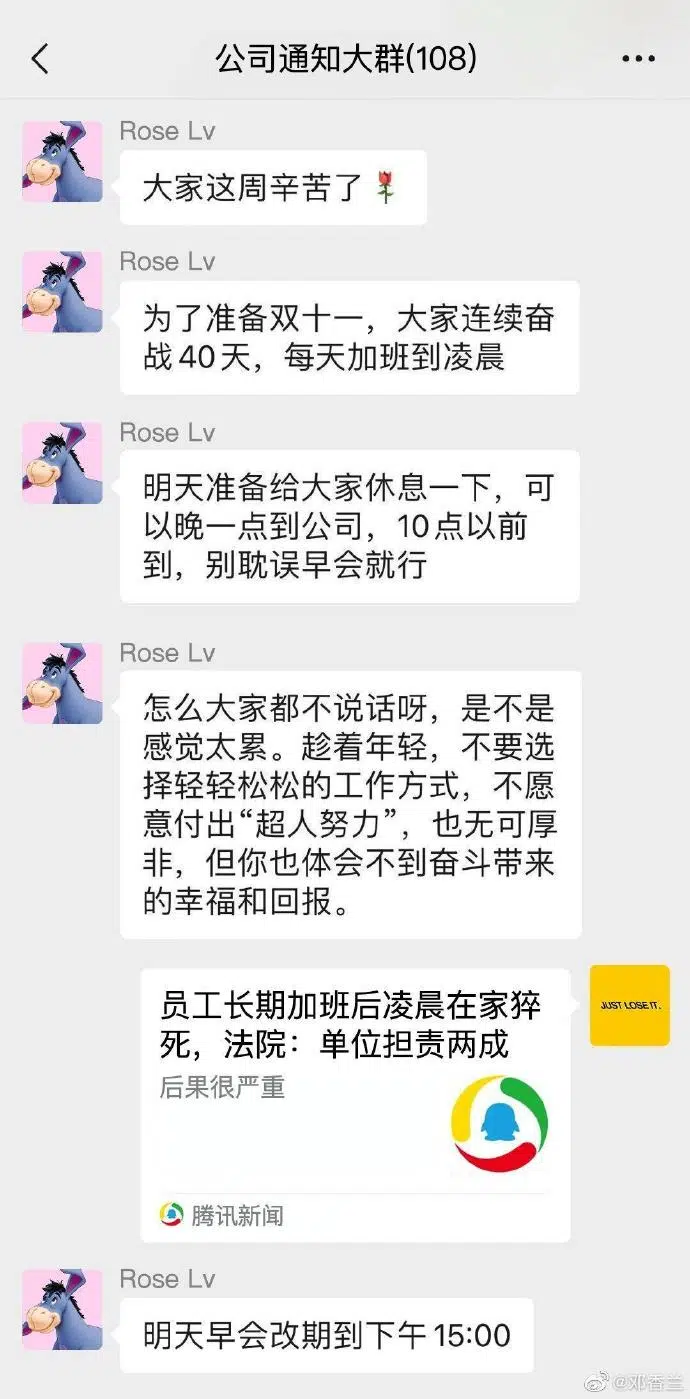 公司通知大群(108)
Rose Lv
大家这周辛苦了🌹
Rose Lv
为了准备双十一，大家连续奋
战40天，每天加班到凌晨
Rose Lv
明天准备给大家休息一下，可
以晚一点到公司，10点以前
到，别耽误早会就行
Rose Lv
怎么大家都不说话呀，是不是
感觉太累。趁着年轻，不要选
择轻轻松松的工作方式，不愿
意付出“超人努力”，也无可厚
非，但你也体会不到奋斗带来
的幸福和回报。
JUST LOSE IT.
员工长期加班后凌晨在家猝
死，法院：单位担责两成
后果很严重
腾讯新闻
Rose Lv
明天早会改期到下午15:00
@邓香兰